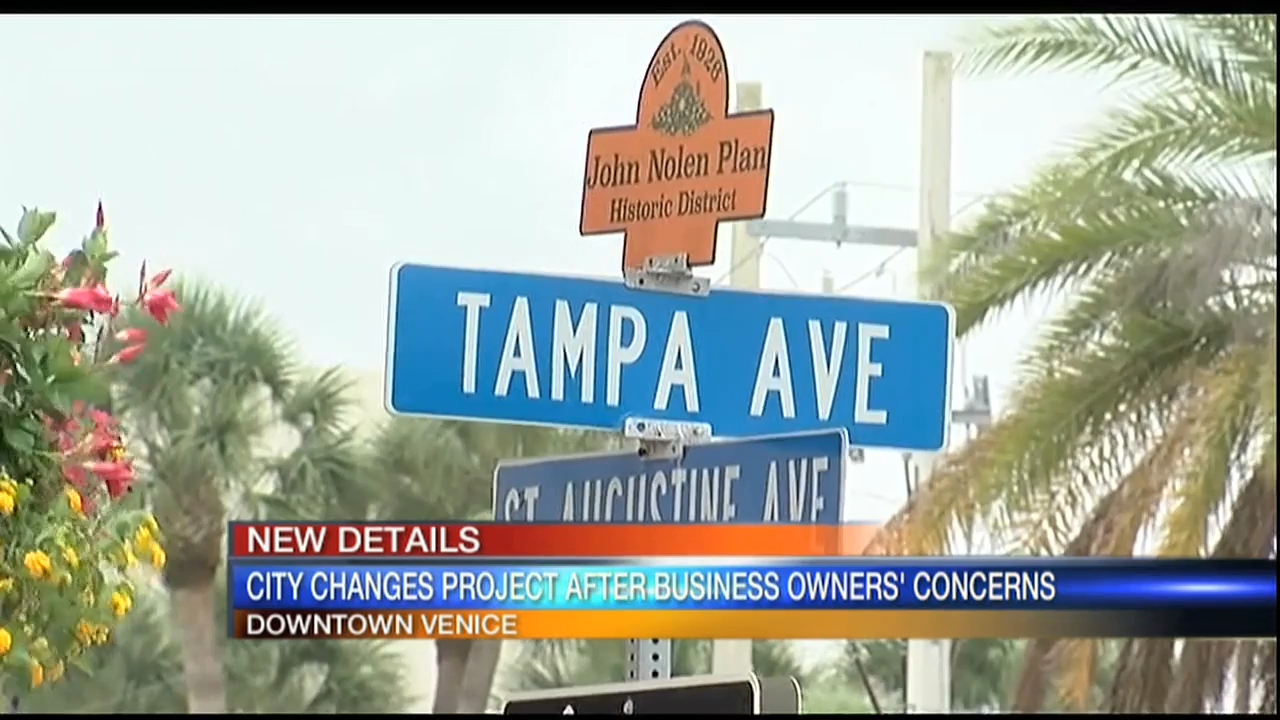 Est. 1926
John Nolen Plan
Historic District
TAMPA AVE
ST AUGUSTINE AVE
NEW DETAILS
CITY CHANGES PROJECT AFTER BUSINESS OWNERS' CONCERNS
DOWNTOWN VENICE